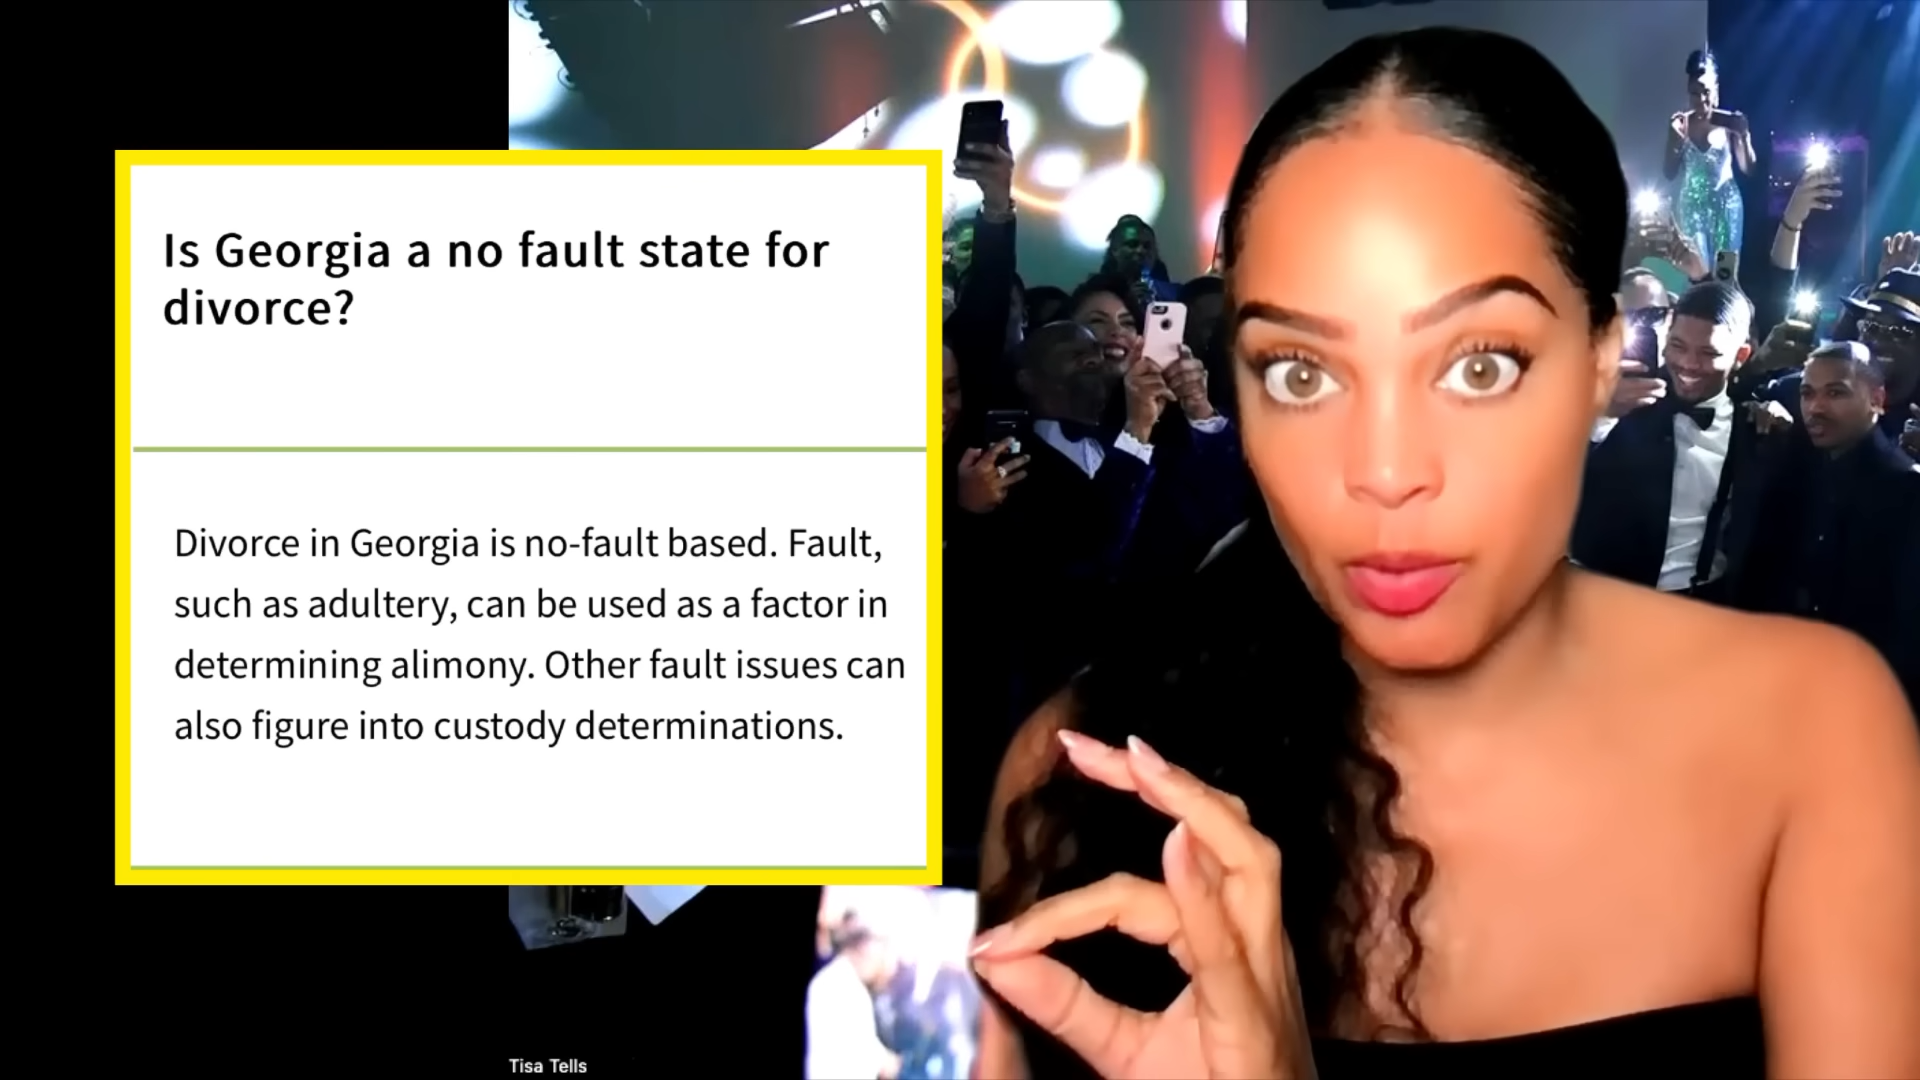 Is Georgia a no fault state for
divorce?
Divorce in Georgia is no-fault based. Fault,
such as adultery, can be used as a factor in
determining alimony. Other fault issues can
also figure into custody determinations.
Tisa Tells